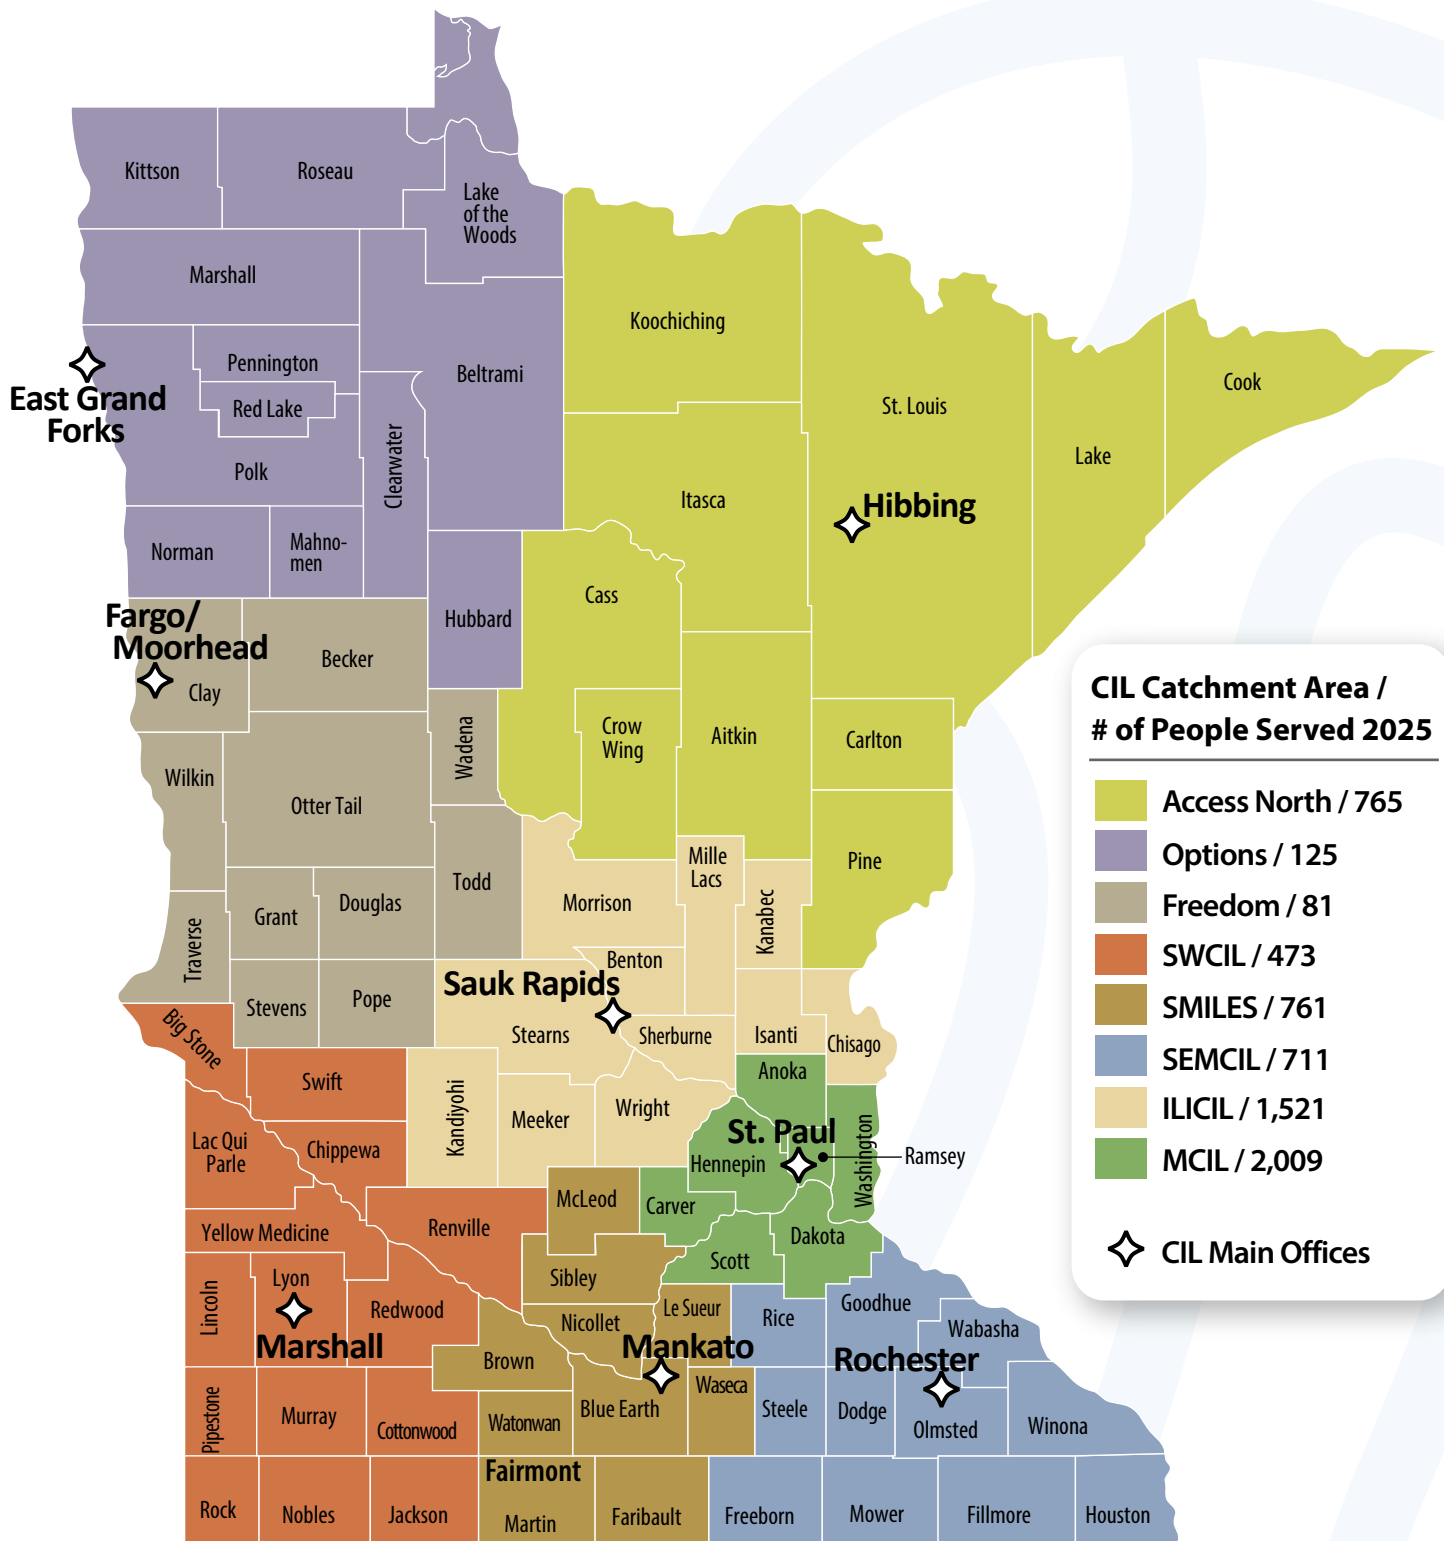 Kittson
Roseau
Lake
of the
Woods
Marshall
Koochiching
Pennington
Beltrami
East Grand
Forks
Red Lake
St. Louis
Cook
Polk
Clearwater
Lake
Itasca
Hibbing
Norman
Mahno-
men
Cass
Fargo/
Moorhead
Hubbard
Becker
Clay
Wadena
Crow
Wing
Aitkin
Carlton
Wilkin
Otter Tail
Mille
Lacs
Pine
Todd
Morrison
Kanabec
Grant
Douglas
Traverse
Benton
Sauk Rapids
Stevens
Pope
Stearns
Sherburne
Isanti
Chisago
Big Stone
Swift
Anoka
Kandiyohi
Meeker
Wright
Lac Qui
Parle
Chippewa
St. Paul
Hennepin
Washington
Ramsey
McLeod
Carver
Yellow Medicine
Renville
Dakota
Scott
Sibley
Lincoln
Lyon
Redwood
Le Sueur
Rice
Goodhue
Nicollet
Wabasha
Marshall
Mankato
Rochester
Brown
Waseca
Pipestone
Murray
Cottonwood
Watonwan
Blue Earth
Steele
Dodge
Olmsted
Winona
Fairmont
Rock
Nobles
Jackson
Martin
Faribault
Freeborn
Mower
Fillmore
Houston
CIL Catchment Area /
# of People Served 2025
Access North / 765
Options / 125
Freedom / 81
SWCIL / 473
SMILES / 761
SEMCIL / 711
ILICIL / 1,521
MCIL / 2,009
CIL Main Offices